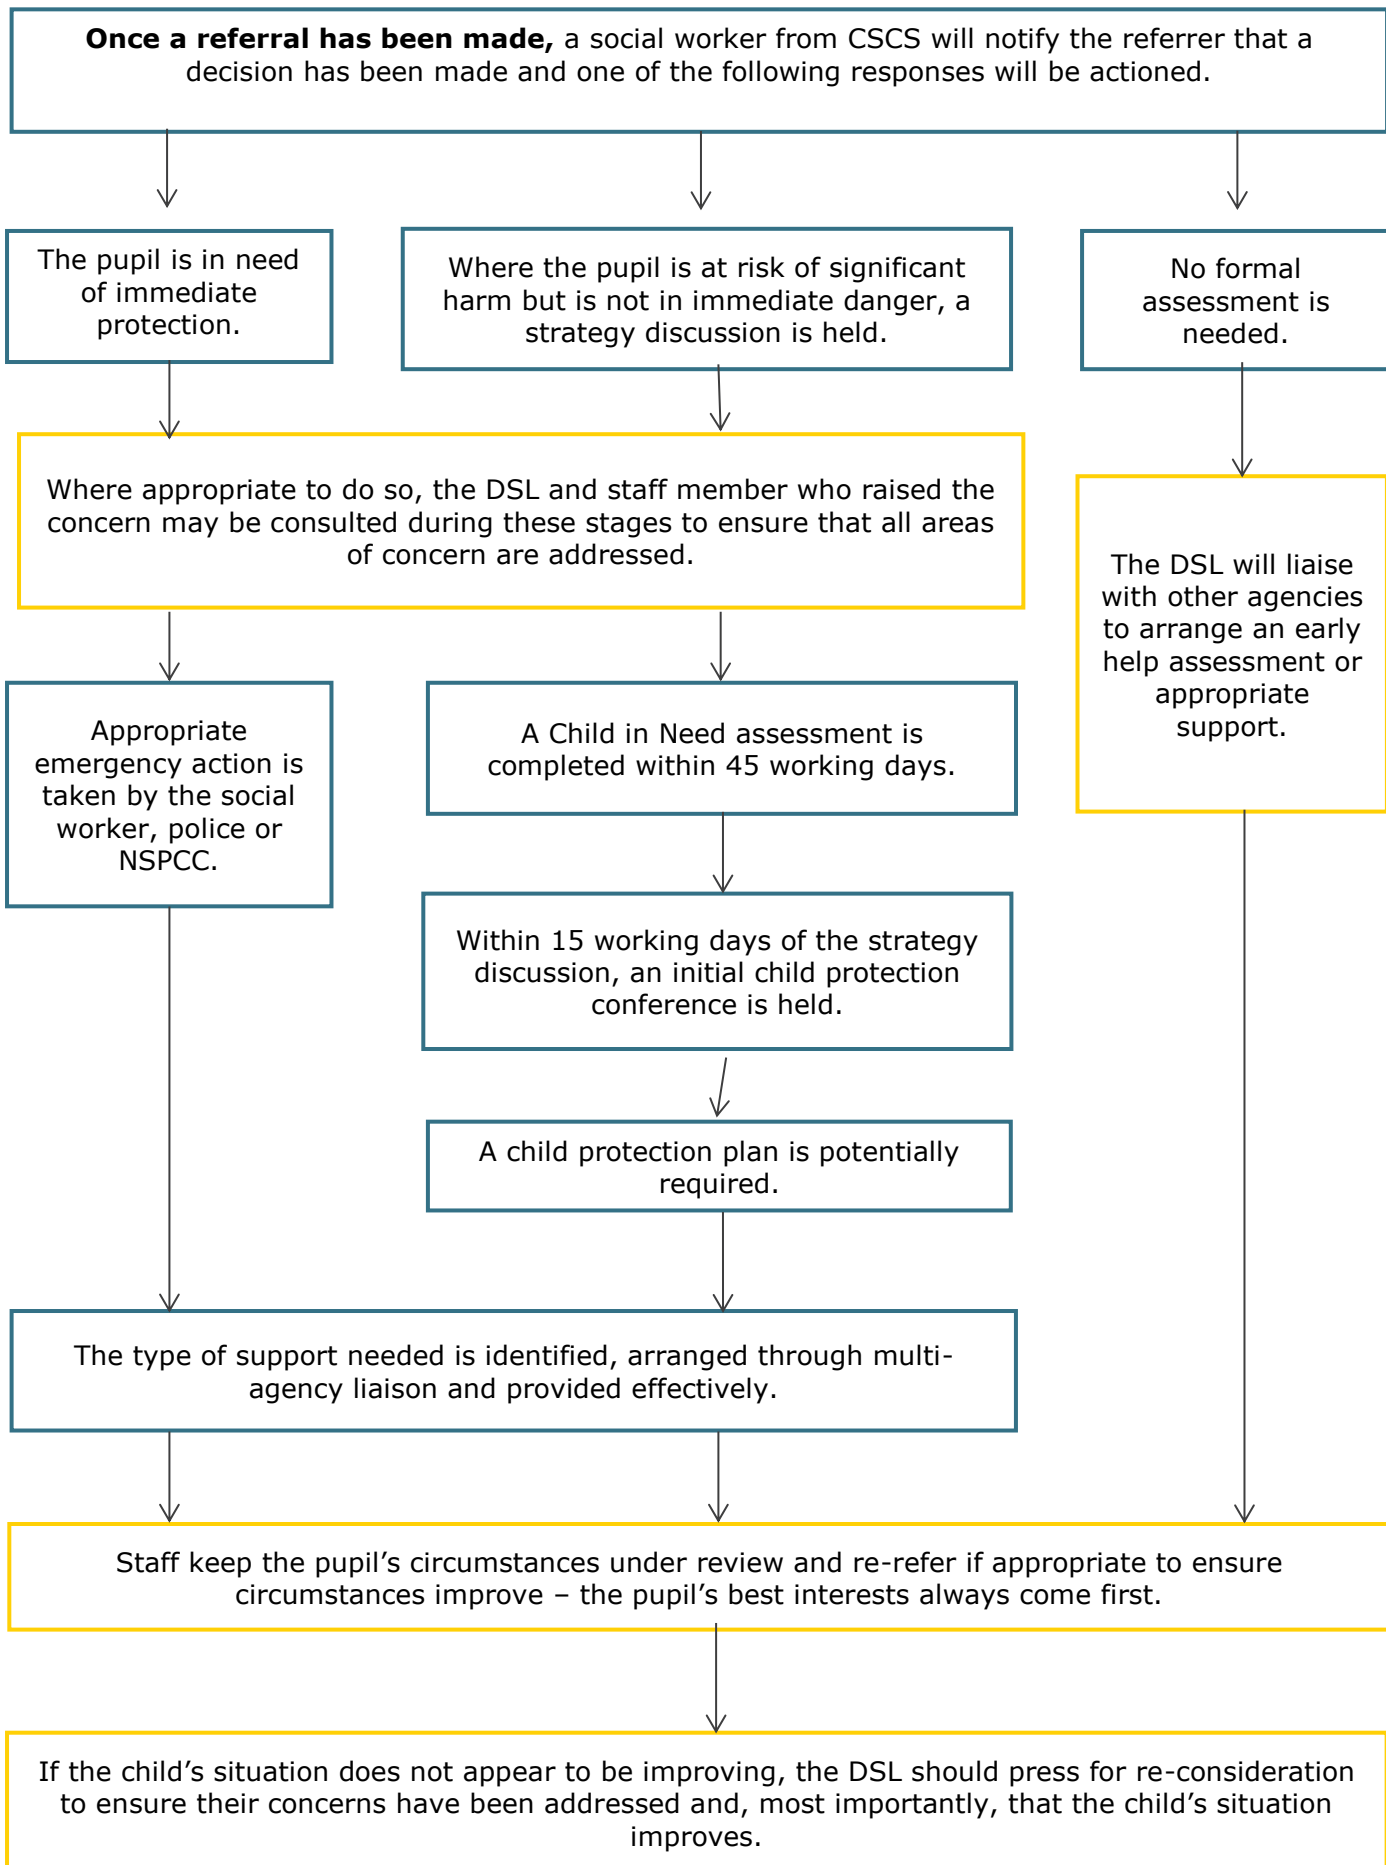 Once a referral has been made, a social worker from CSCS will notify the referrer that a
decision has been made and one of the following responses will be actioned.
The pupil is in need
of immediate
protection.
Where the pupil is at risk of significant
harm but is not in immediate danger, a
strategy discussion is held.
No formal
assessment is
needed.
Where appropriate to do so, the DSL and staff member who raised the
concern may be consulted during these stages to ensure that all areas
of concern are addressed.
The DSL will liaise
with other agencies
to arrange an early
help assessment or
appropriate
support.
Appropriate
emergency action is
taken by the social
worker, police or
NSPCC.
A Child in Need assessment is
completed within 45 working days.
Within 15 working days of the strategy
discussion, an initial child protection
conference is held.
A child protection plan is potentially
required.
The type of support needed is identified, arranged through multi-
agency liaison and provided effectively.
Staff keep the pupil’s circumstances under review and re-refer if appropriate to ensure
circumstances improve – the pupil’s best interests always come first.
If the child’s situation does not appear to be improving, the DSL should press for re-consideration
to ensure their concerns have been addressed and, most importantly, that the child’s situation
improves.